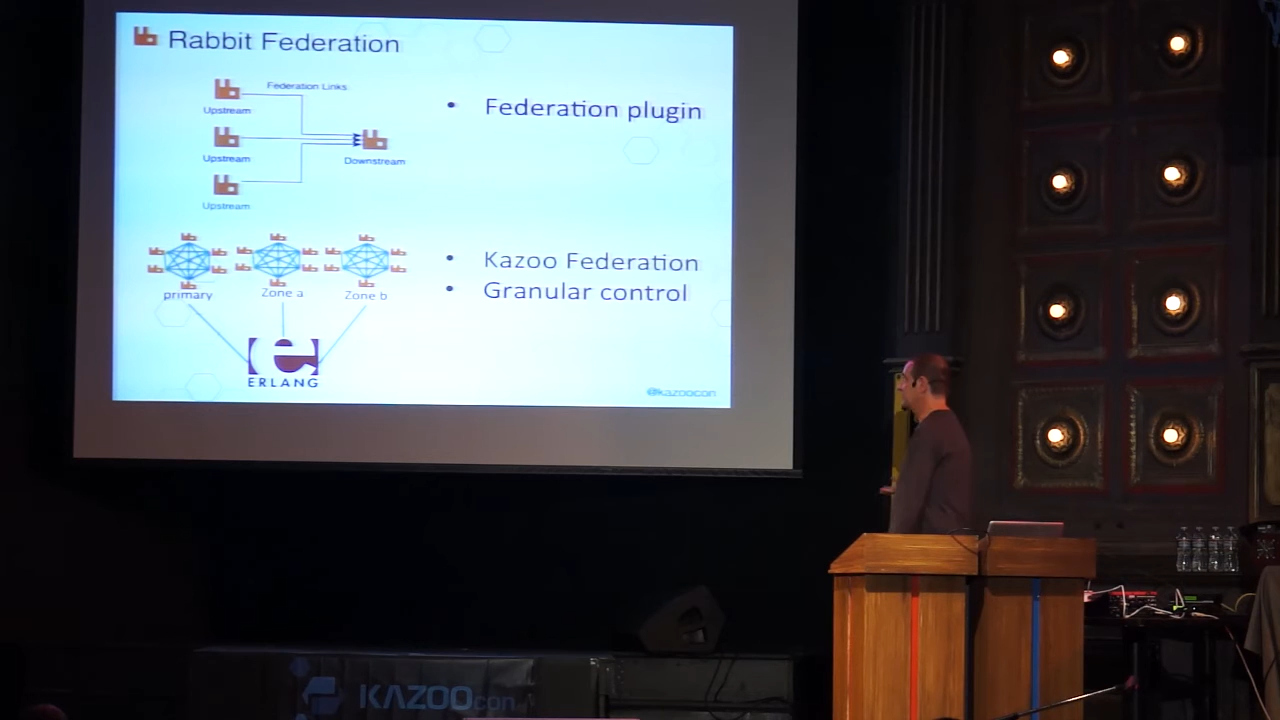 Rabbit Federation
Federation Links
Upstream
Upstream
Upstream
Downstream
• Federation plugin
primary
Zone a
Zone b
ERLANG
• Kazoo Federation
• Granular control
@kazoocon
KAZOOcon